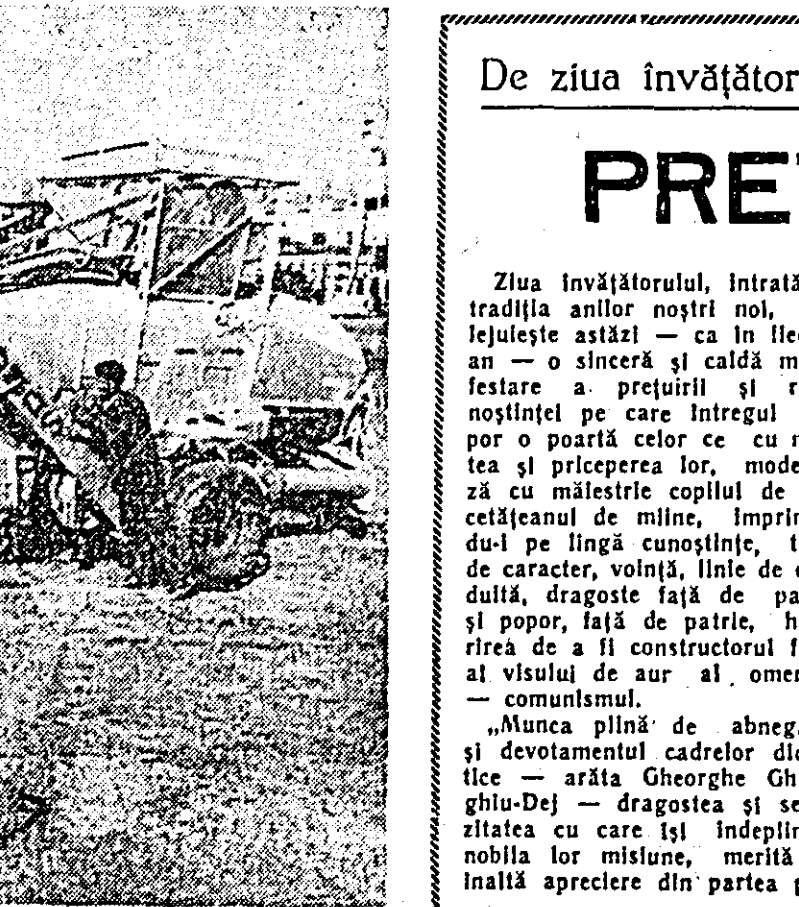 De ziua învățător
PRE
Ziua învățătorului, intrată
tradiția anilor noștri noi,
lejuiește astăzi — ca în fiec
an — o sinceră și caldă m
festare a prețuirii și r
noștinței pe care întregul
por o poartă celor ce cu m
tea și priceperea lor, mode
ză cu măiestrie copilul de
cetățeanul de mîine, imprim
du-i pe lîngă cunoștințe, t
de caracter, voință, linie de c
duită, dragoste față de pa
și popor, față de patrie, h
rirea de a fi constructorul f
al visului de aur al omen
— comunismul.
„Munca plină de abneg
și devotamentul cadrelor did
tice — arăta Gheorghe Gh
ghiu-Dej — dragostea și se
zitatea cu care își îndeplin
nobila lor misiune, merită
înaltă apreciere din partea p